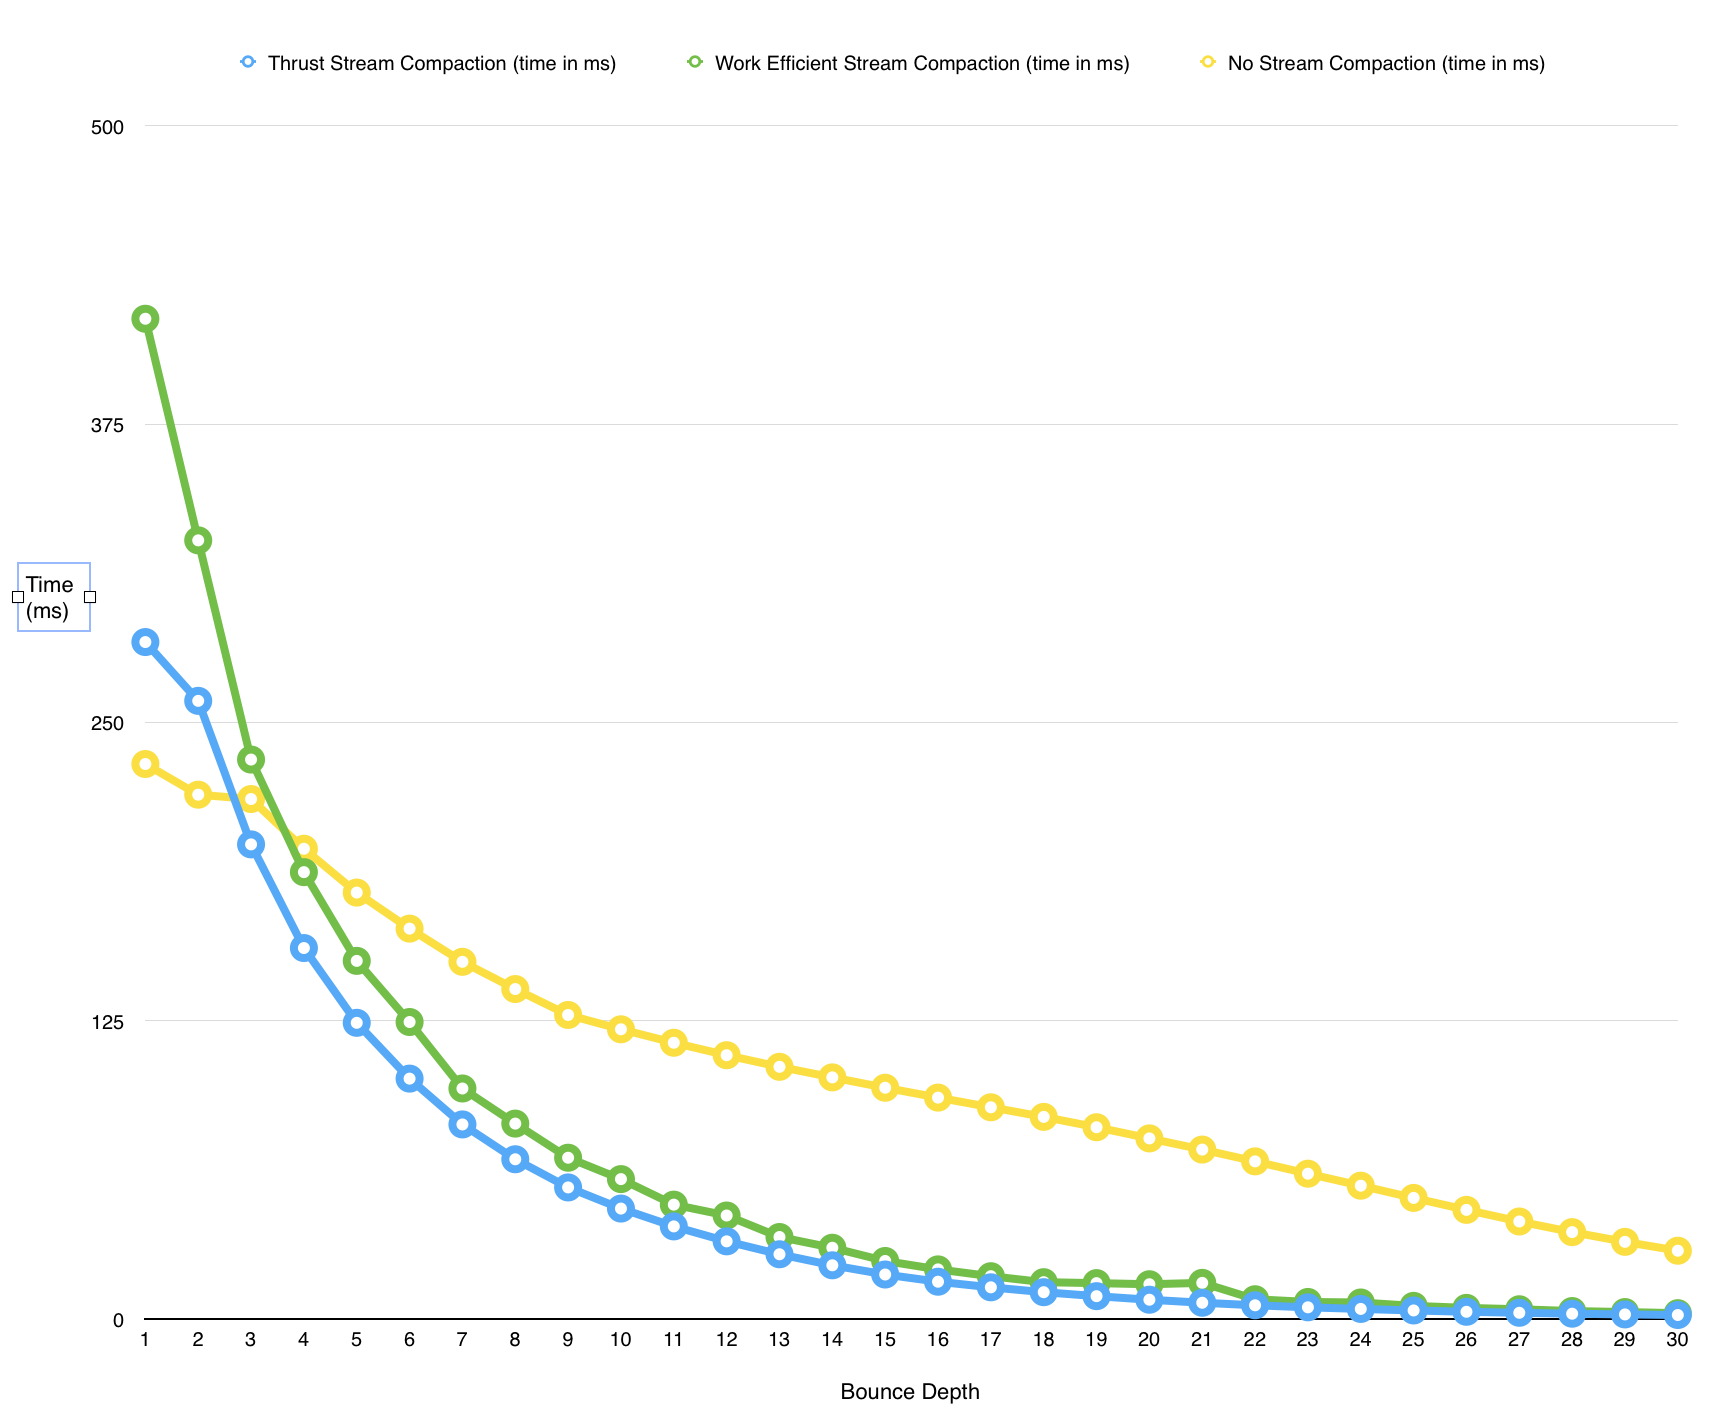 Thrust Stream Compaction (time in ms) Work Efficient Stream Compaction (time in ms) No Stream Compaction (time in ms)
500
375
Time
(ms)
250
125
0
1 2 3 4 5 6 7 8 9 10 11 12 13 14 15 16 17 18 19 20 21 22 23 24 25 26 27 28 29 30
Bounce Depth